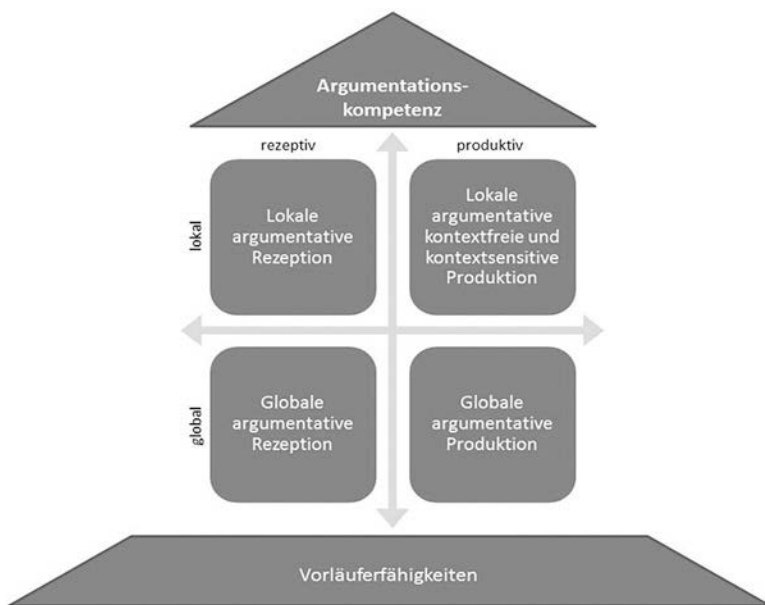 Argumentations-
kompetenz
rezeptiv
produktiv
lokal
Lokale
argumentative
Rezeption
Lokale
argumentative
kontextfreie und
kontextsensitive
Produktion
global
Globale
argumentative
Rezeption
Globale
argumentative
Produktion
Vorläuferfähigkeiten